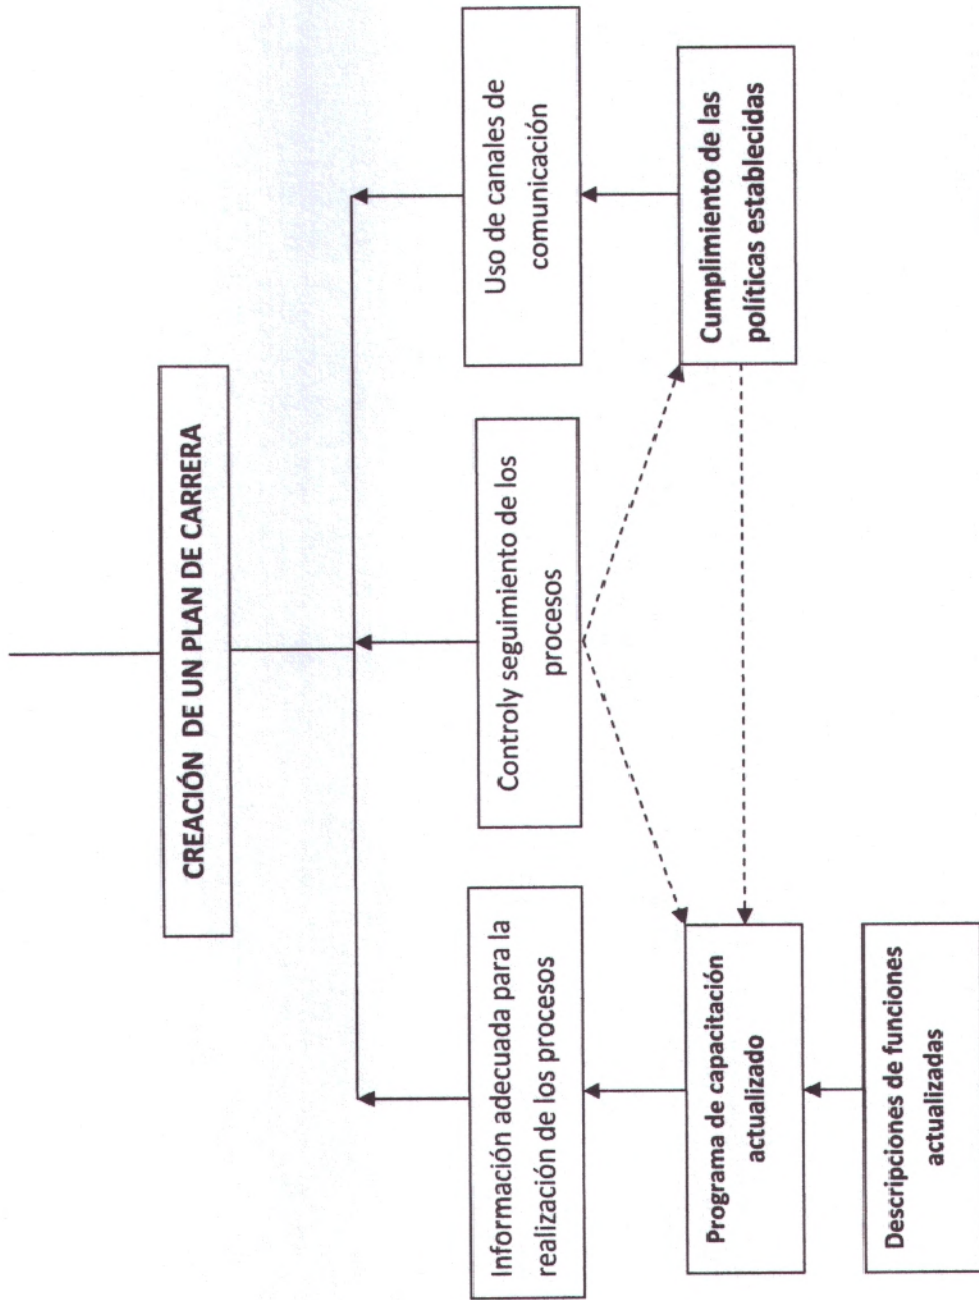 CREACIÓN DE UN PLAN DE CARRERA
Información adecuada para la
realización de los procesos
Controly seguimiento de los
procesos
Uso de canales de
comunicación
Programa de capacitación
actualizado
Cumplimiento de las
políticas establecidas
Descripciones de funciones
actualizadas